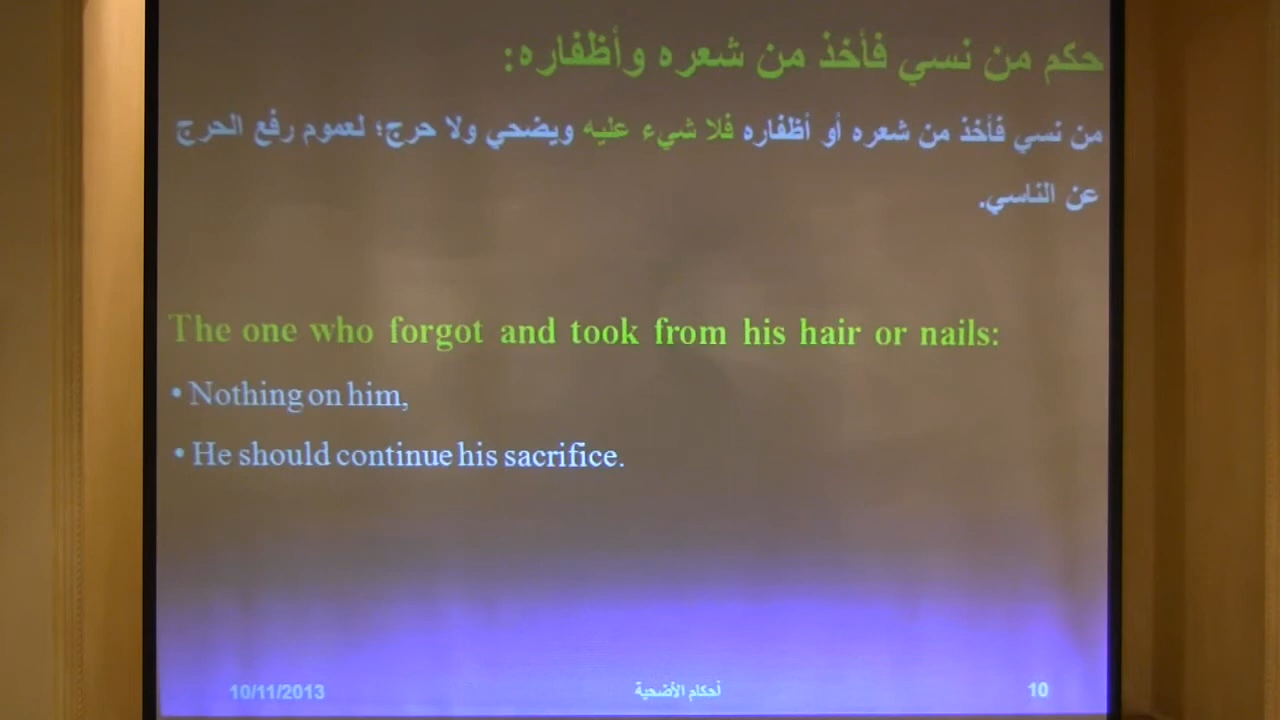 حكم من نسي فأخذ من شعره وأظفاره:
من نسي فأخذ من شعره أو أظفاره فلا شيء عليه ويضحي ولا حرج؛ لعموم رفع الحرج
عن الناسي.
The one who forgot and took from his hair or nails:
• Nothing on him,
• He should continue his sacrifice.
10/11/2013 أحكام الأضحية 10